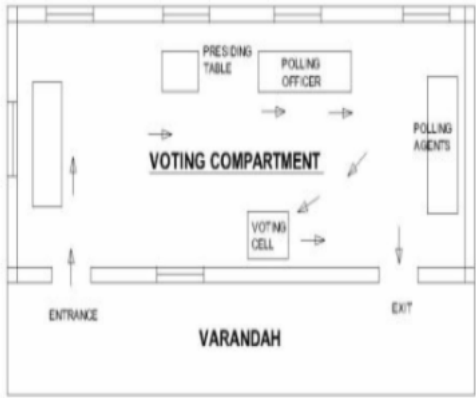 PRESIDING
TABLE
POLLING
OFFICER
POLLING
AGENTS
VOTING COMPARTMENT
VOTING
CELL
ENTRANCE
EXIT
VARANDAH